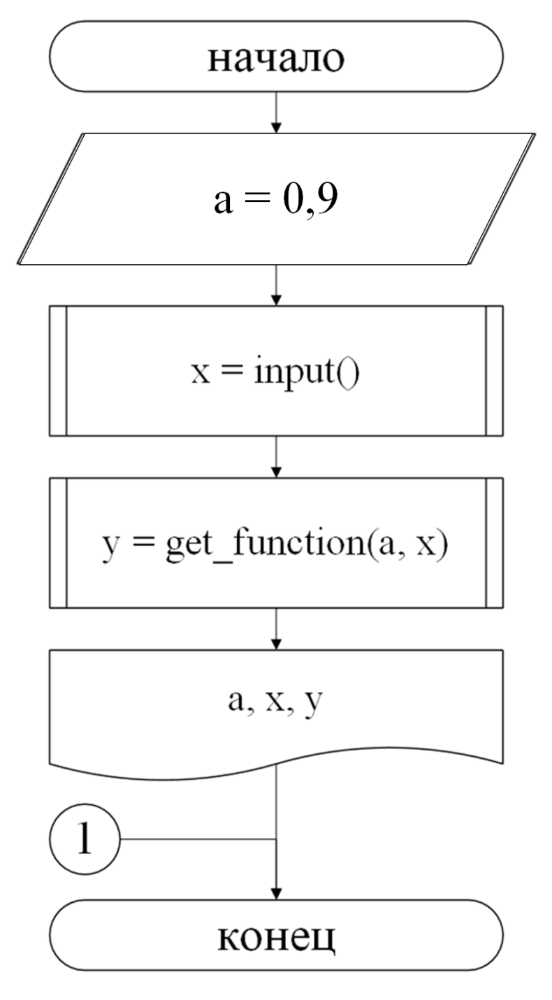 начало
a = 0,9
x = input()
y = get_function(a, x)
a, x, y
1
конец